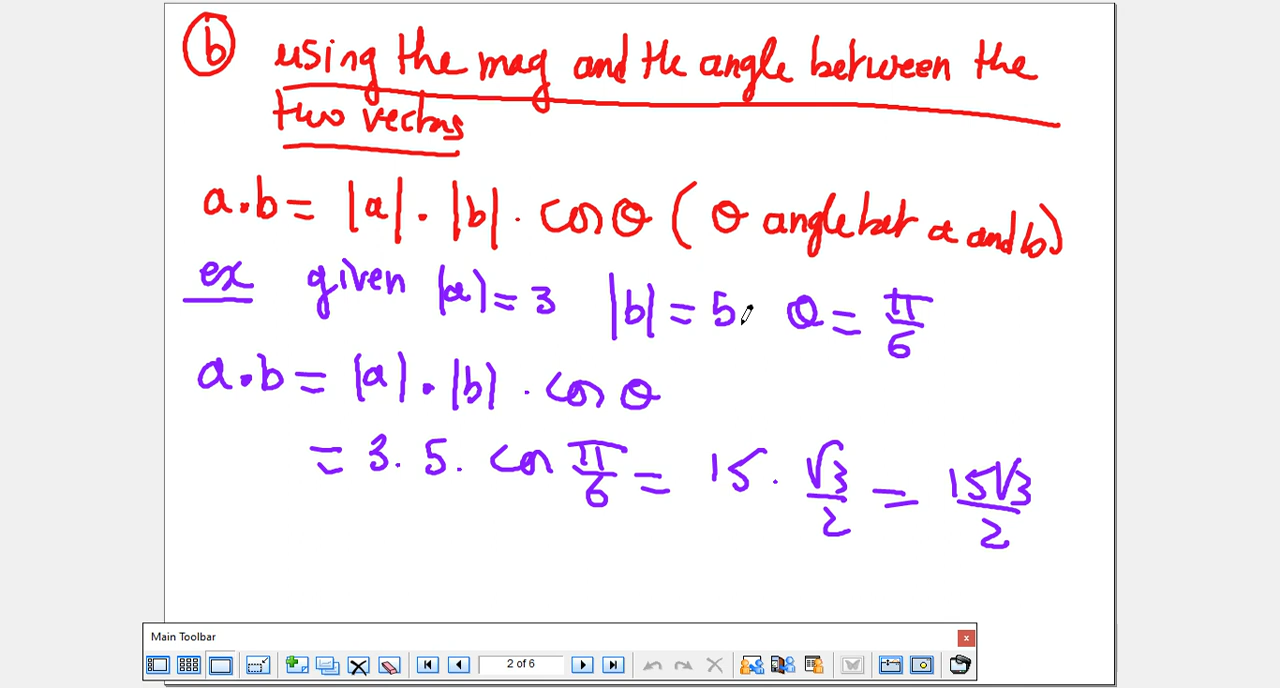 b using the mag and the angle between the
two vectors
a.b = |a| . |b| . cosθ ( θ angle bet a and b)
ex given |a| = 3 |b| = 5 θ = π/6
a.b = |a| . |b| . cos θ
= 3. 5. cos π/6 = 15 . √3/2 = 15√3/2
Main Toolbar
2 of 6